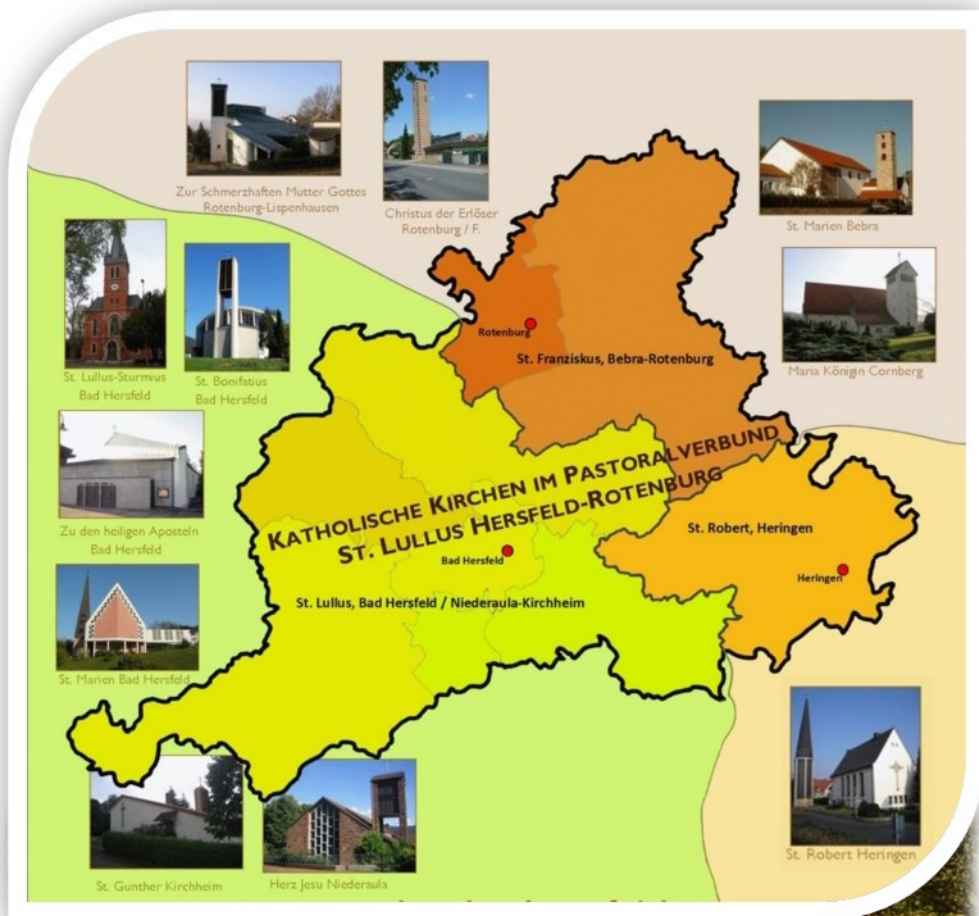 Zur Schmerzhaften Mutter Gottes
Rotenburg-Lispenhausen
Christus der Erlöser
Rotenburg / F.
St. Marien Bebra
St. Lullus-Sturmius
Bad Hersfeld
St. Bonifatius
Bad Hersfeld
Maria Königin Cornberg
Rotenburg
St. Franziskus, Bebra-Rotenburg
Zu den heiligen Aposteln
Bad Hersfeld
KATHOLISCHE KIRCHEN IM PASTORALVERBUND
ST. LULLUS HERSFELD-ROTENBURG
St. Robert, Heringen
Bad Hersfeld
Heringen
St. Lullus, Bad Hersfeld / Niederaula-Kirchheim
St. Marien Bad Hersfeld
St. Gunther Kirchheim
Herz Jesu Niederaula
St. Robert Heringen